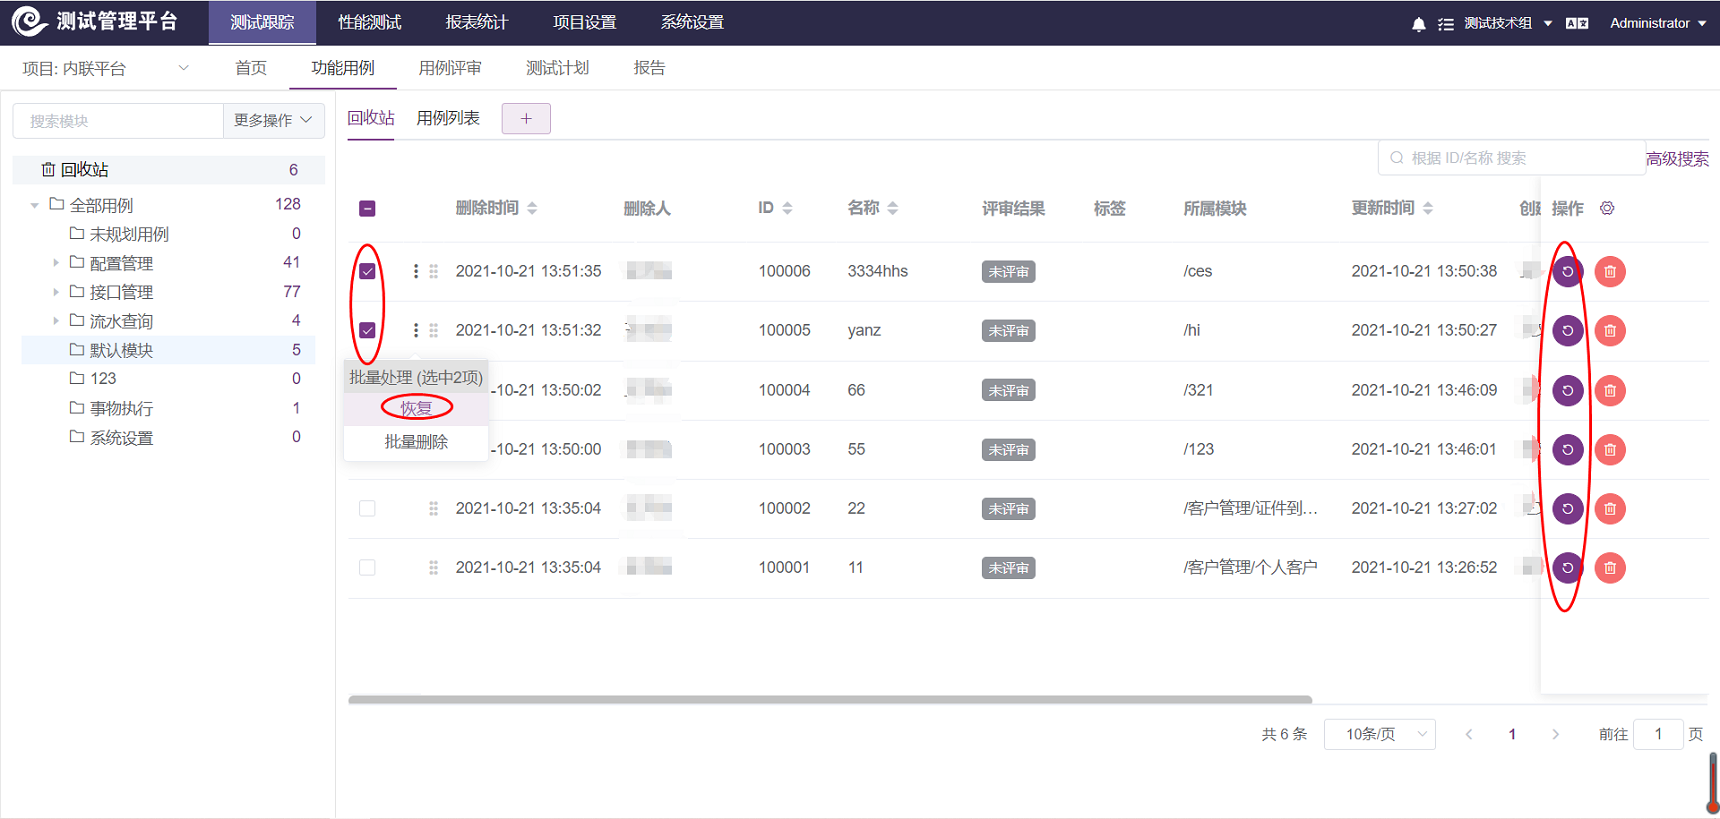 测试管理平台 测试跟踪 性能测试 报表统计 项目设置 系统设置 测试技术组 Administrator
项目: 内联平台 首页 功能用例 用例评审 测试计划 报告
搜索模块 更多操作
回收站 6
全部用例 128
未规划用例 0
配置管理 41
接口管理 77
流水查询 4
默认模块 5
123 0
事物执行 1
系统设置 0
回收站 用例列表 +
根据 ID/名称 搜索 高级搜索
删除时间 删除人 ID 名称 评审结果 标签 所属模块 更新时间 操作
2021-10-21 13:51:35 100006 3334hhs 未评审 /ces 2021-10-21 13:50:38
2021-10-21 13:51:32 100005 yanz 未评审 /hi 2021-10-21 13:50:27
批量处理 (选中2项)
恢复
批量删除
-10-21 13:50:02 100004 66 未评审 /321 2021-10-21 13:46:09
-10-21 13:50:00 100003 55 未评审 /123 2021-10-21 13:46:01
2021-10-21 13:35:04 100002 22 未评审 /客户管理/证件到... 2021-10-21 13:27:02
2021-10-21 13:35:04 100001 11 未评审 /客户管理/个人客户 2021-10-21 13:26:52
共 6 条 10条/页 1 前往 1 页